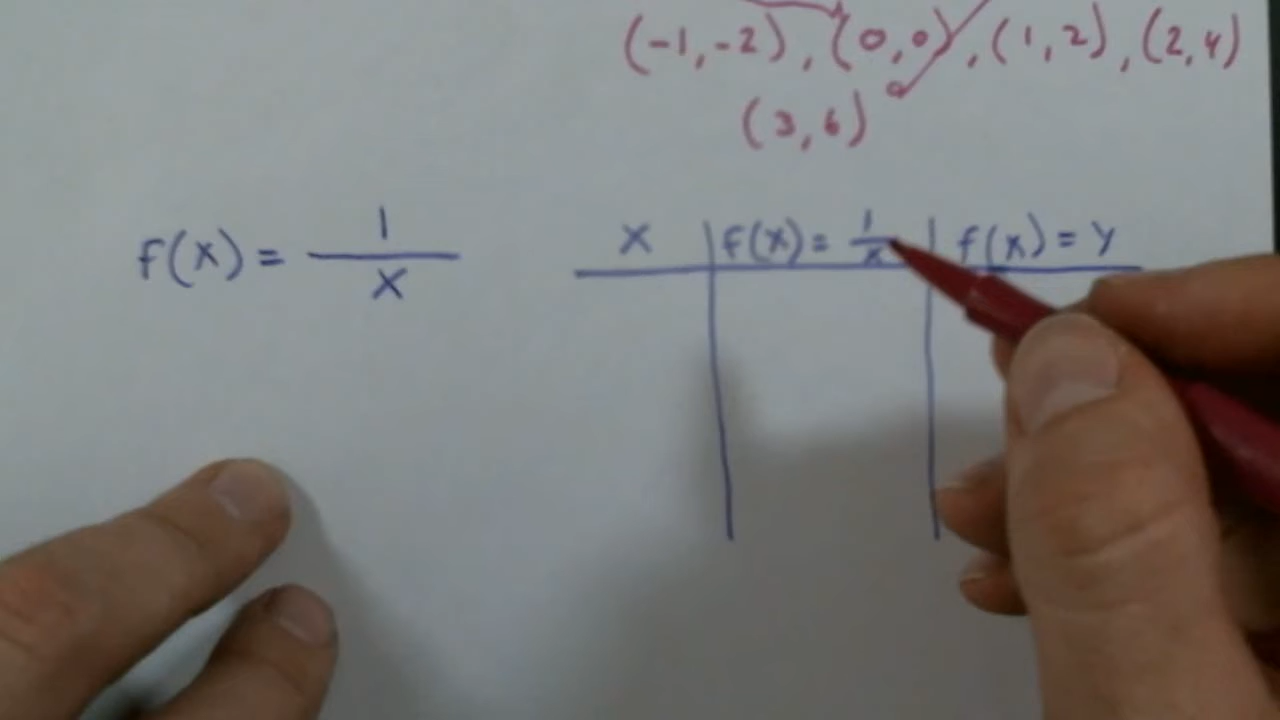 (-1,-2), (0,0), (1,2), (2,4)
(3,6)
f(x) = 1/x
x | f(x) = 1/x | f(x) = y